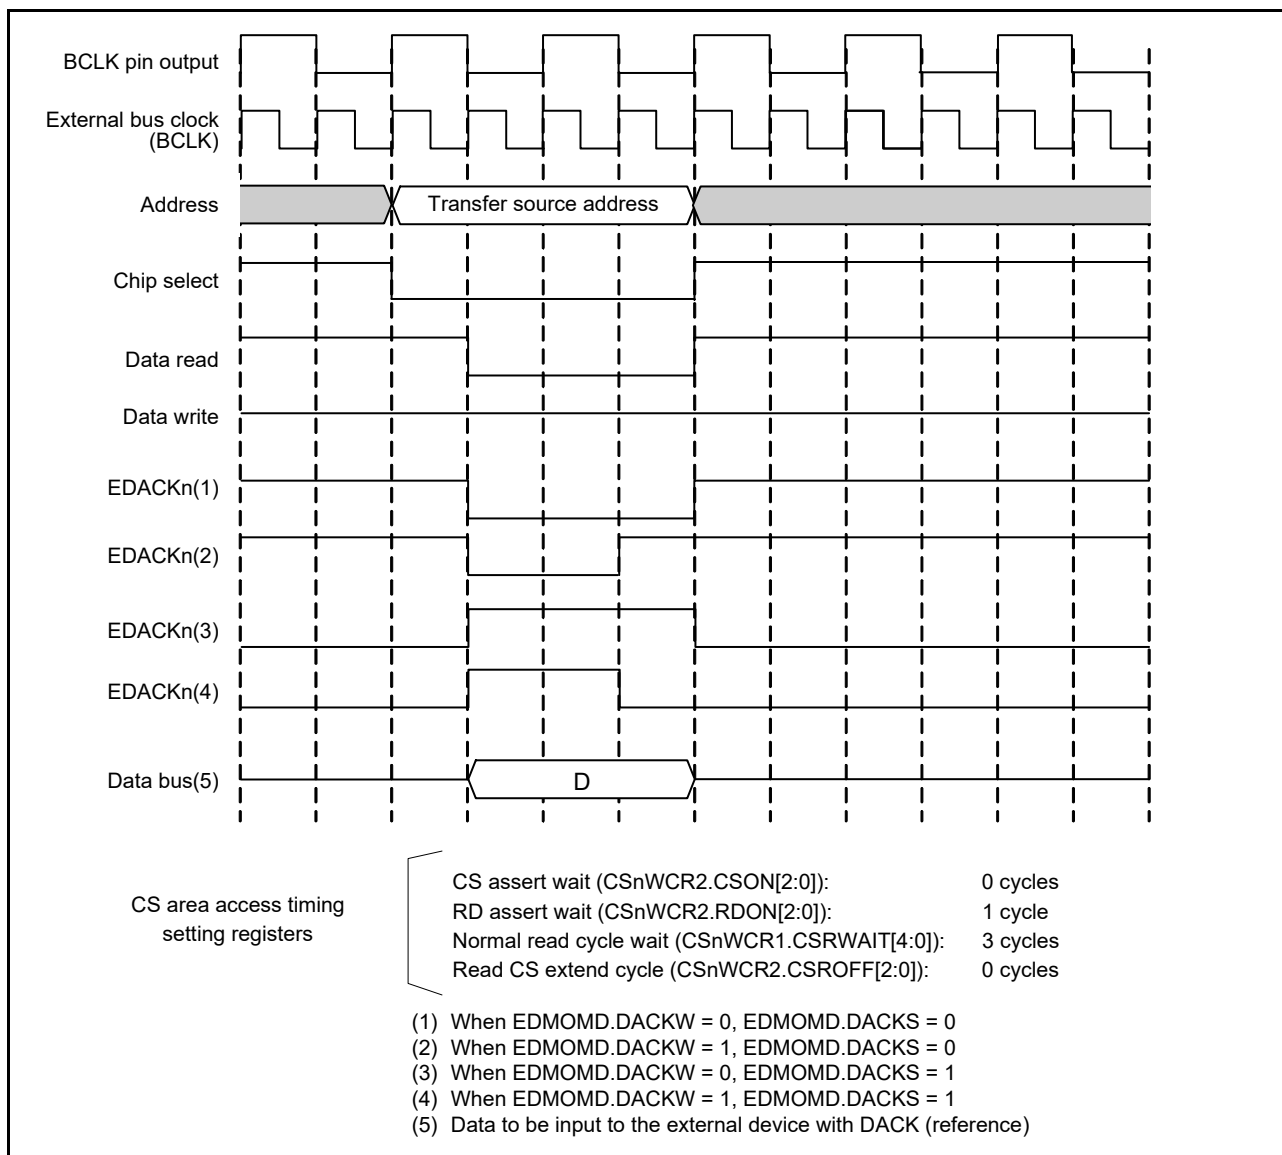 BCLK pin output
External bus clock
(BCLK)
Address
Transfer source address
Chip select
Data read
Data write
EDACKn(1)
EDACKn(2)
EDACKn(3)
EDACKn(4)
Data bus(5)
D
CS area access timing
setting registers
CS assert wait (CSnWCR2.CSON[2:0]): 0 cycles
RD assert wait (CSnWCR2.RDON[2:0]): 1 cycle
Normal read cycle wait (CSnWCR1.CSRWAIT[4:0]): 3 cycles
Read CS extend cycle (CSnWCR2.CSROFF[2:0]): 0 cycles
(1) When EDMOMD.DACKW = 0, EDMOMD.DACKS = 0
(2) When EDMOMD.DACKW = 1, EDMOMD.DACKS = 0
(3) When EDMOMD.DACKW = 0, EDMOMD.DACKS = 1
(4) When EDMOMD.DACKW = 1, EDMOMD.DACKS = 1
(5) Data to be input to the external device with DACK (reference)